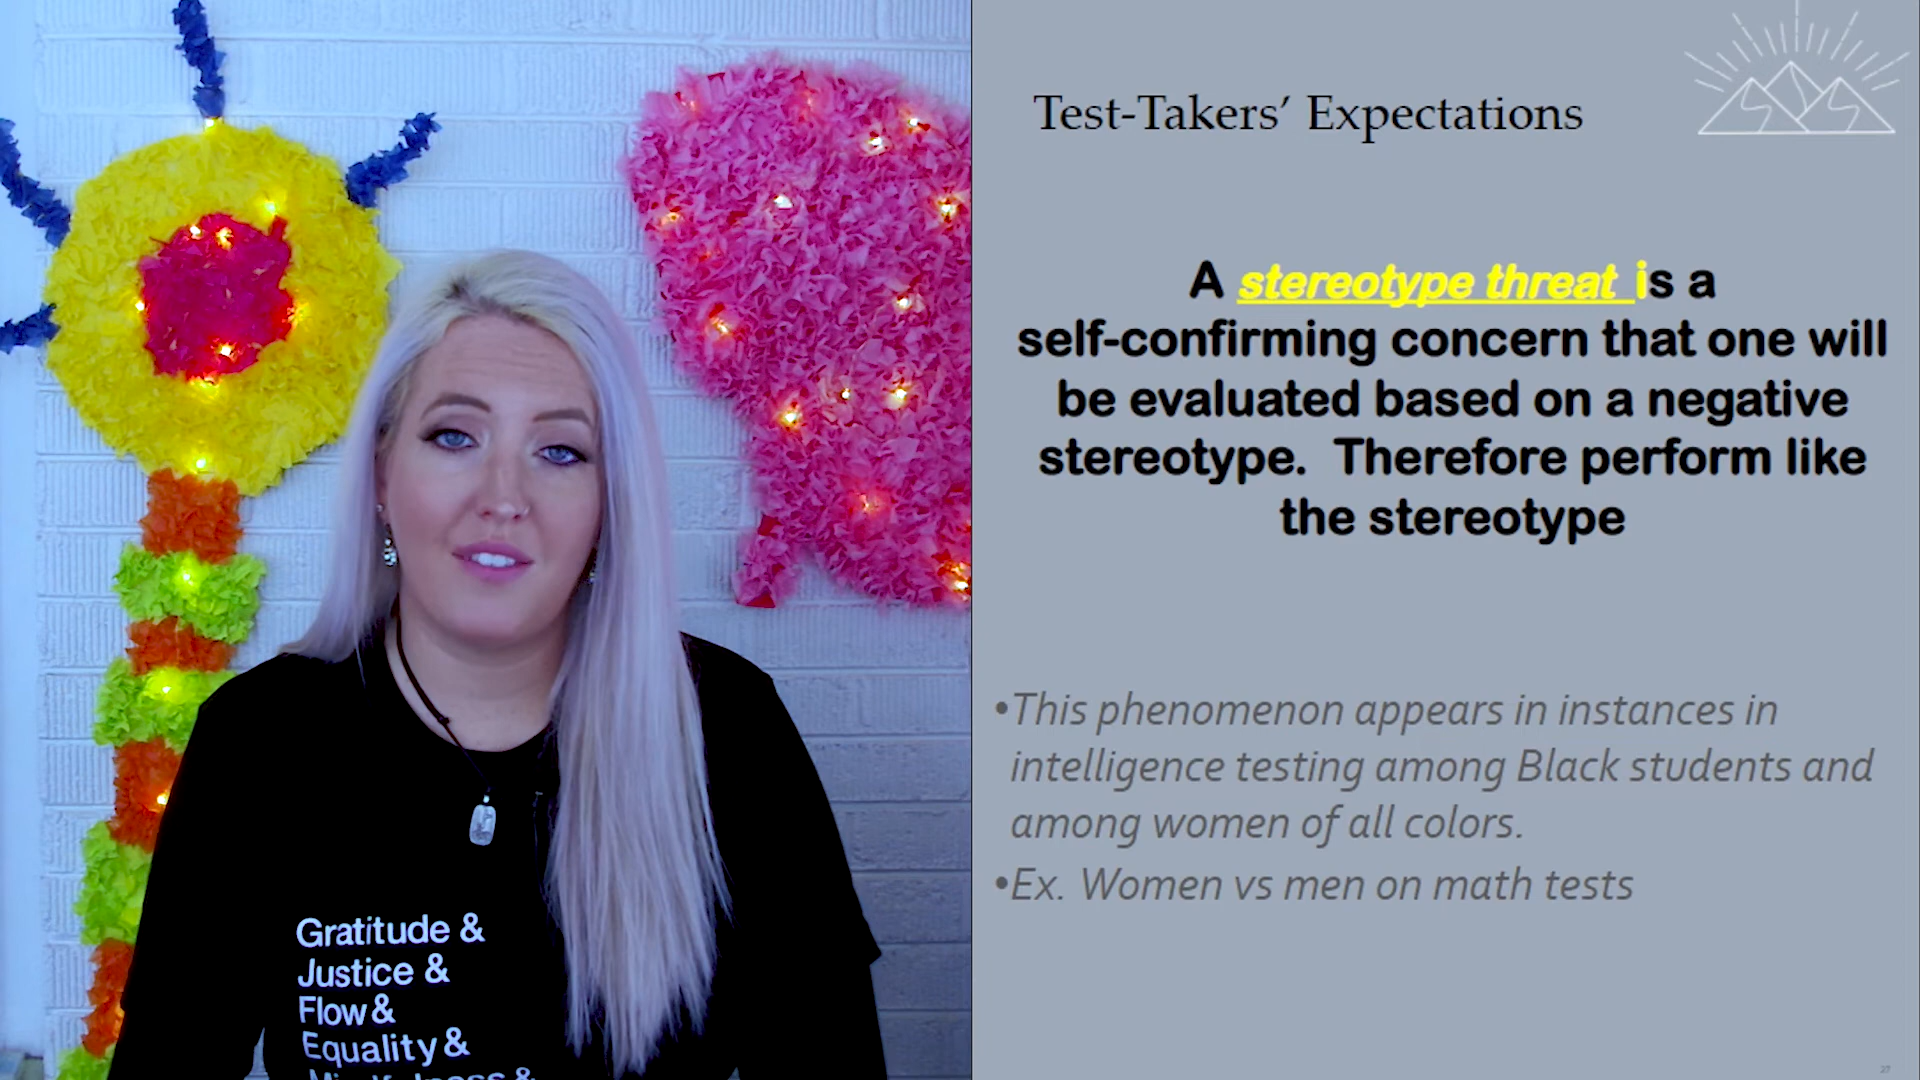 Test-Takers’ Expectations
A stereotype threat is a
self-confirming concern that one will
be evaluated based on a negative
stereotype. Therefore perform like
the stereotype
•This phenomenon appears in instances in
intelligence testing among Black students and
among women of all colors.
•Ex. Women vs men on math tests
27
Gratitude &
Justice &
Flow &
Equality &
Mindfulness &